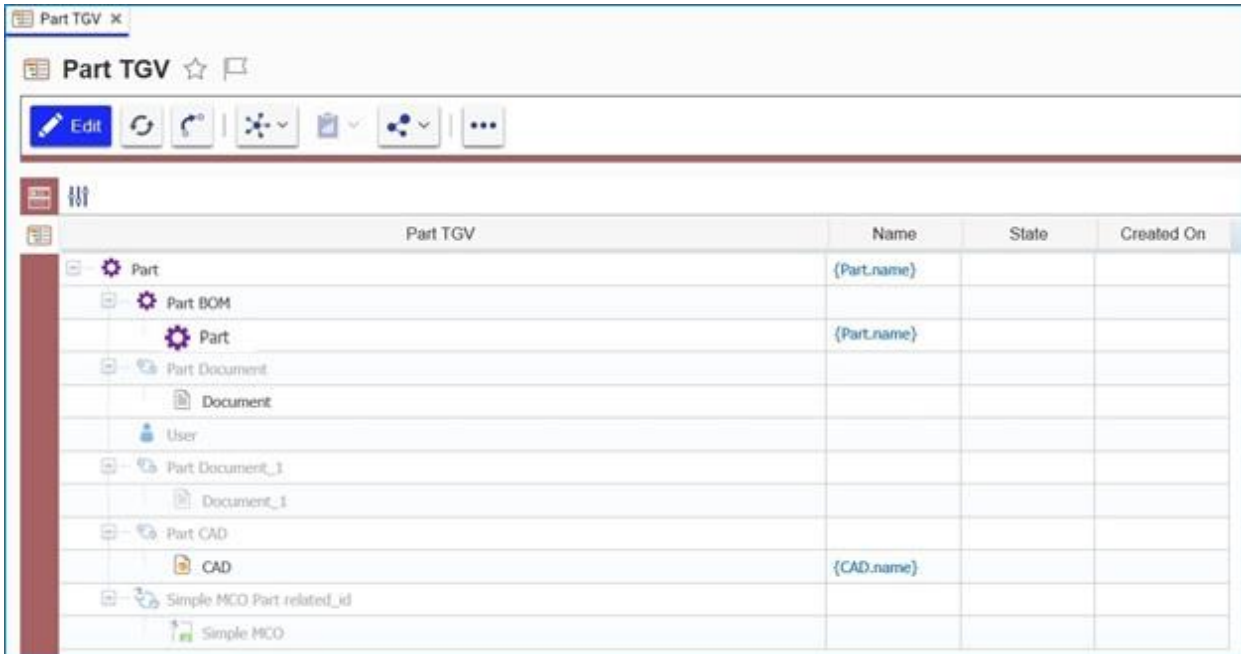 Part TGV ×
Part TGV
Edit
Part TGV Name State Created On
Part {Part.name}
Part BOM
Part {Part.name}
Part Document
Document
User
Part Document_1
Document_1
Part CAD
CAD {CAD.name}
Simple MCO Part related_id
Simple MCO